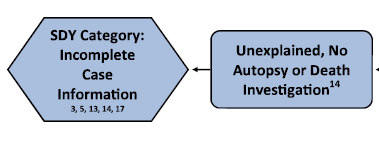 SDY Category:
Incomplete
Case
Information
3, 5, 13, 14, 17
Unexplained, No
Autopsy or Death
Investigation14